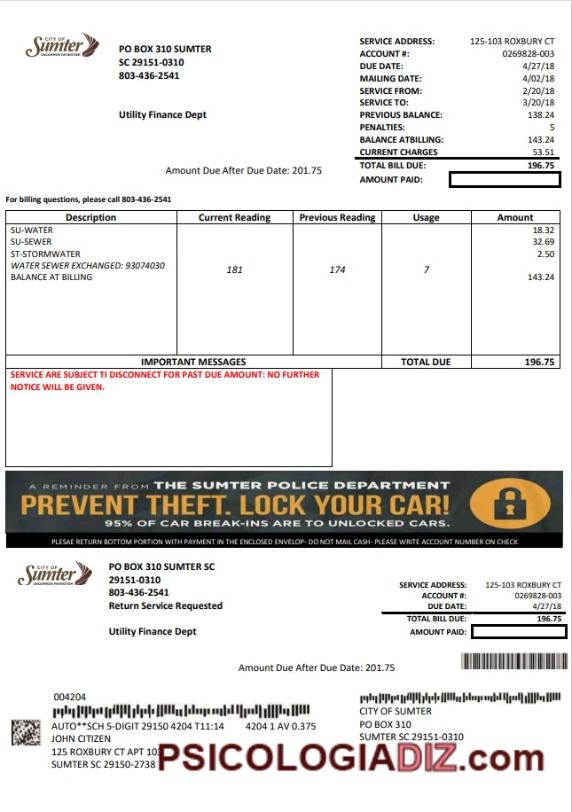 CITY OF
Sumter
UNCOMMON PATRIOTISM
PO BOX 310 SUMTER
SC 29151-0310
803-436-2541
Utility Finance Dept
SERVICE ADDRESS: 125-103 ROXBURY CT
ACCOUNT #: 0269828-003
DUE DATE: 4/27/18
MAILING DATE: 4/02/18
SERVICE FROM: 2/20/18
SERVICE TO: 3/20/18
PREVIOUS BALANCE: 138.24
PENALTIES: 5
BALANCE ATBILLING: 143.24
CURRENT CHARGES 53.51
TOTAL BILL DUE: 196.75
AMOUNT PAID:
Amount Due After Due Date: 201.75
For billing questions, please call 803-436-2541
Description Current Reading Previous Reading Usage Amount
SU-WATER 18.32
SU-SEWER 32.69
ST-STORMWATER 2.50
WATER SEWER EXCHANGED: 93074030
181 174 7
BALANCE AT BILLING 143.24
IMPORTANT MESSAGES TOTAL DUE 196.75
SERVICE ARE SUBJECT TI DISCONNECT FOR PAST DUE AMOUNT: NO FURTHER
NOTICE WILL BE GIVEN.
A REMINDER FROM THE SUMTER POLICE DEPARTMENT
PREVENT THEFT. LOCK YOUR CAR!
95% OF CAR BREAK-INS ARE TO UNLOCKED CARS.
PLESAE RETURN BOTTOM PORTION WITH PAYMENT IN THE ENCLOSED ENVELOP- DO NOT MAIL CASH- PLEASE WRITE ACCOUNT NUMBER ON CHECK
CITY OF
Sumter
UNCOMMON PATRIOTISM
PO BOX 310 SUMTER SC
29151-0310
803-436-2541
Return Service Requested
Utility Finance Dept
SERVICE ADDRESS: 125-103 ROXBURY CT
ACCOUNT #: 0269828-003
DUE DATE: 4/27/18
TOTAL BILL DUE: 196.75
AMOUNT PAID:
Amount Due After Due Date: 201.75
004204
AUTO**SCH 5-DIGIT 29150 4204 T11:14 4204 1 AV 0.375
JOHN CITIZEN
125 ROXBURY CT APT 103
SUMTER SC 29150-2738
CITY OF SUMTER
PO BOX 310
SUMTER SC 29151-0310
PSICOLOGIADIZ.com